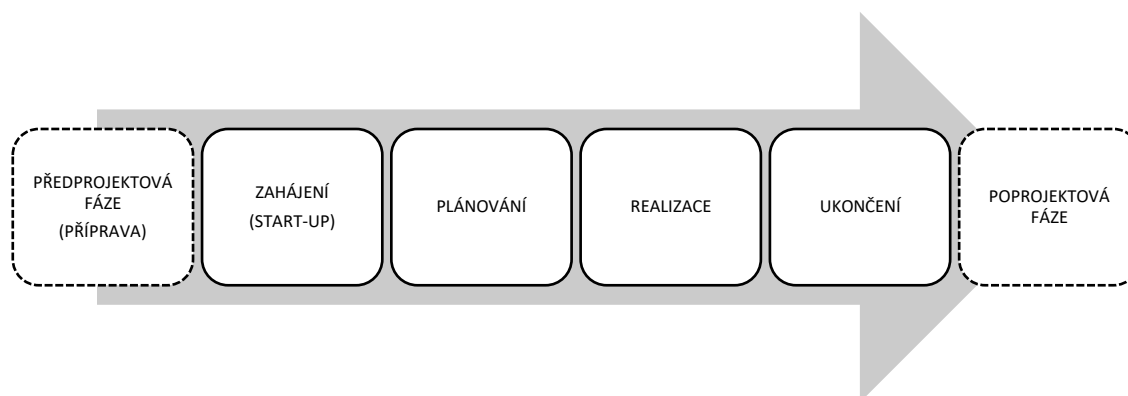 PŘEDPROJEKTOVÁ
FÁZE
(PŘÍPRAVA)
ZAHÁJENÍ
(START-UP)
PLÁNOVÁNÍ
REALIZACE
UKONČENÍ
POPROJEKTOVÁ
FÁZE